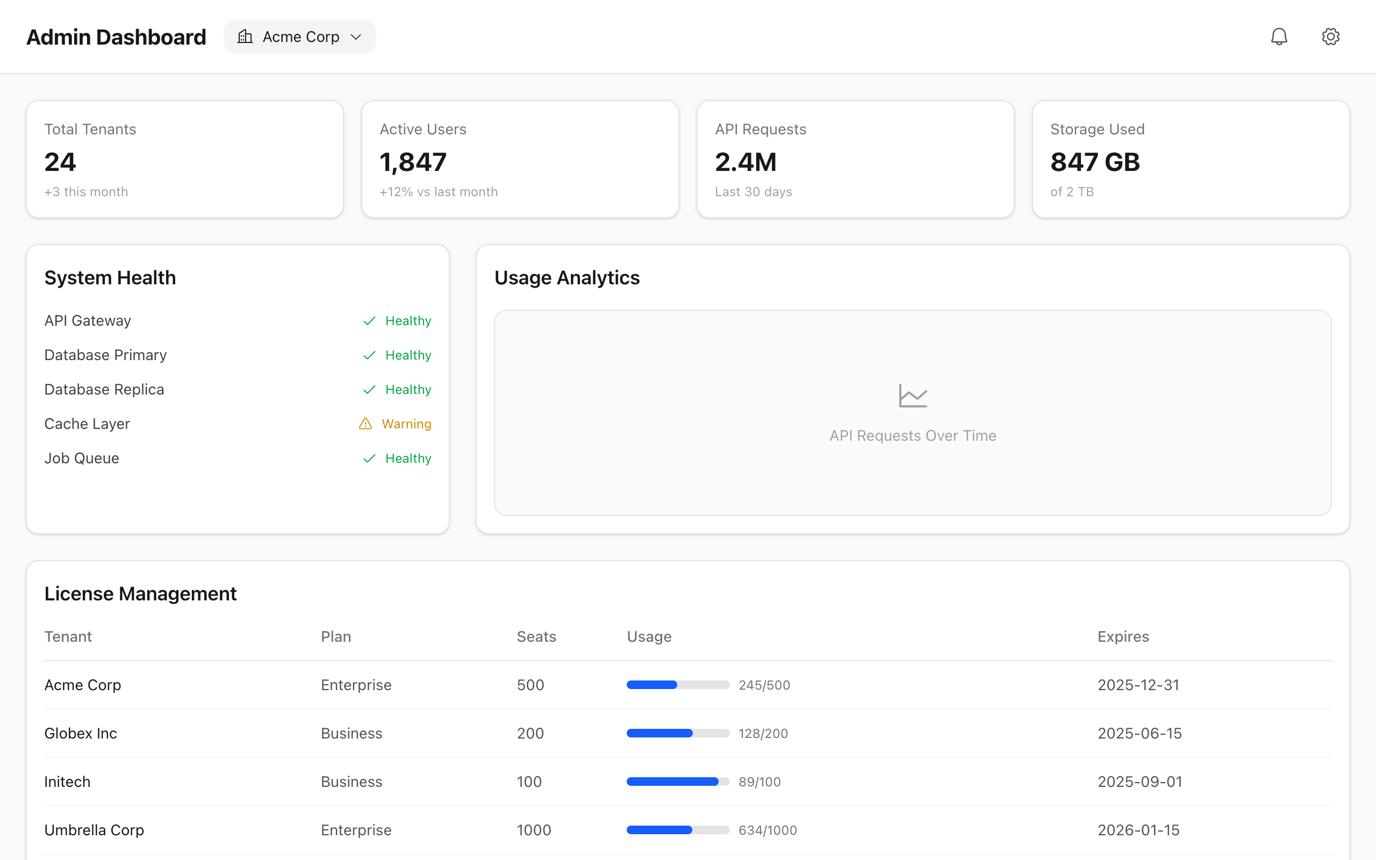 Admin Dashboard
Acme Corp
Total Tenants
24
+3 this month
Active Users
1,847
+12% vs last month
API Requests
2.4M
Last 30 days
Storage Used
847 GB
of 2 TB
System Health
API Gateway Healthy
Database Primary Healthy
Database Replica Healthy
Cache Layer Warning
Job Queue Healthy
Usage Analytics
API Requests Over Time
License Management
Tenant Plan Seats Usage Expires
Acme Corp Enterprise 500 245/500 2025-12-31
Globex Inc Business 200 128/200 2025-06-15
Initech Business 100 89/100 2025-09-01
Umbrella Corp Enterprise 1000 634/1000 2026-01-15